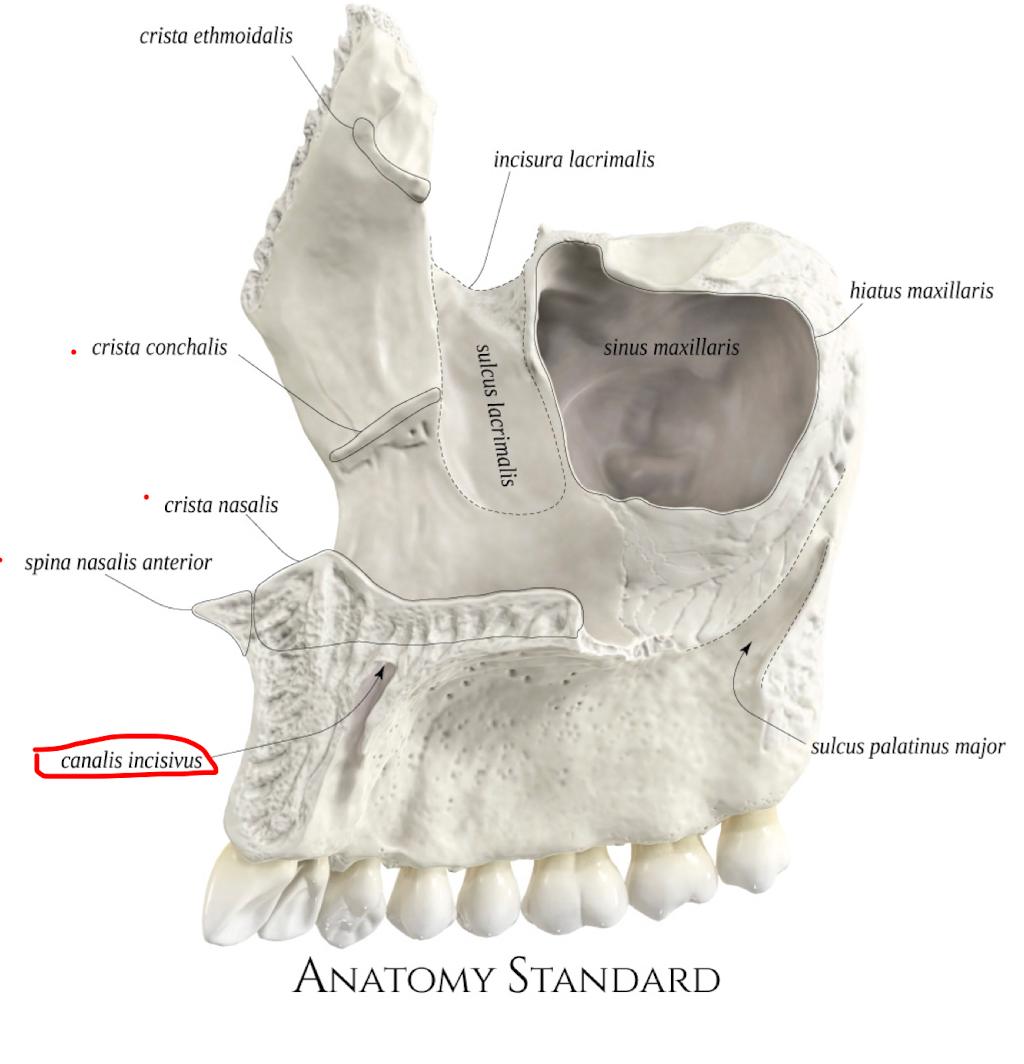 crista ethmoidalis
incisura lacrimalis
hiatus maxillaris
crista conchalis
sulcus lacrimalis
sinus maxillaris
crista nasalis
spina nasalis anterior
canalis incisivus
sulcus palatinus major
ANATOMY STANDARD